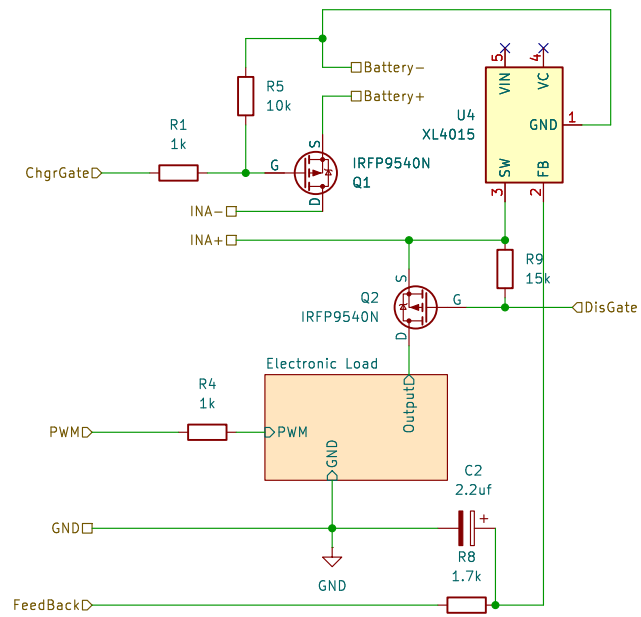 Battery-
Battery+
R5
10k
R1
1k
ChgrGate
G
S
D
IRFP9540N
Q1
U4
XL4015
5
4
VIN
VC
GND
1
SW
FB
3
2
INA-
INA+
R9
15k
Q2
IRFP9540N
S
G
D
DisGate
Electronic Load
Output
R4
1k
PWM
PWM
GND
C2
2.2uf
+
GND
GND
R8
1.7k
FeedBack